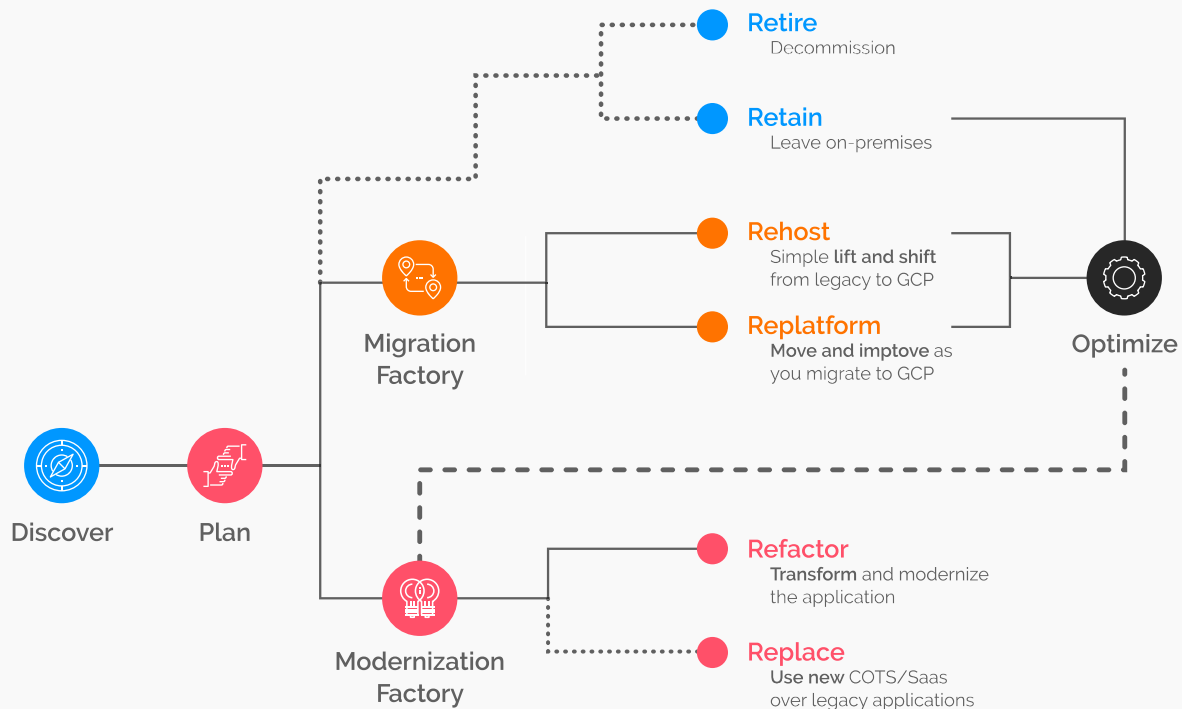 Retire
Decommission
Retain
Leave on-premises
Rehost
Simple lift and shift
from legacy to GCP
Replatform
Move and imptove as
you migrate to GCP
Migration
Factory
Optimize
Discover
Plan
Refactor
Transform and modernize
the application
Replace
Use new COTS/Saas
over legacy applications
Modernization
Factory